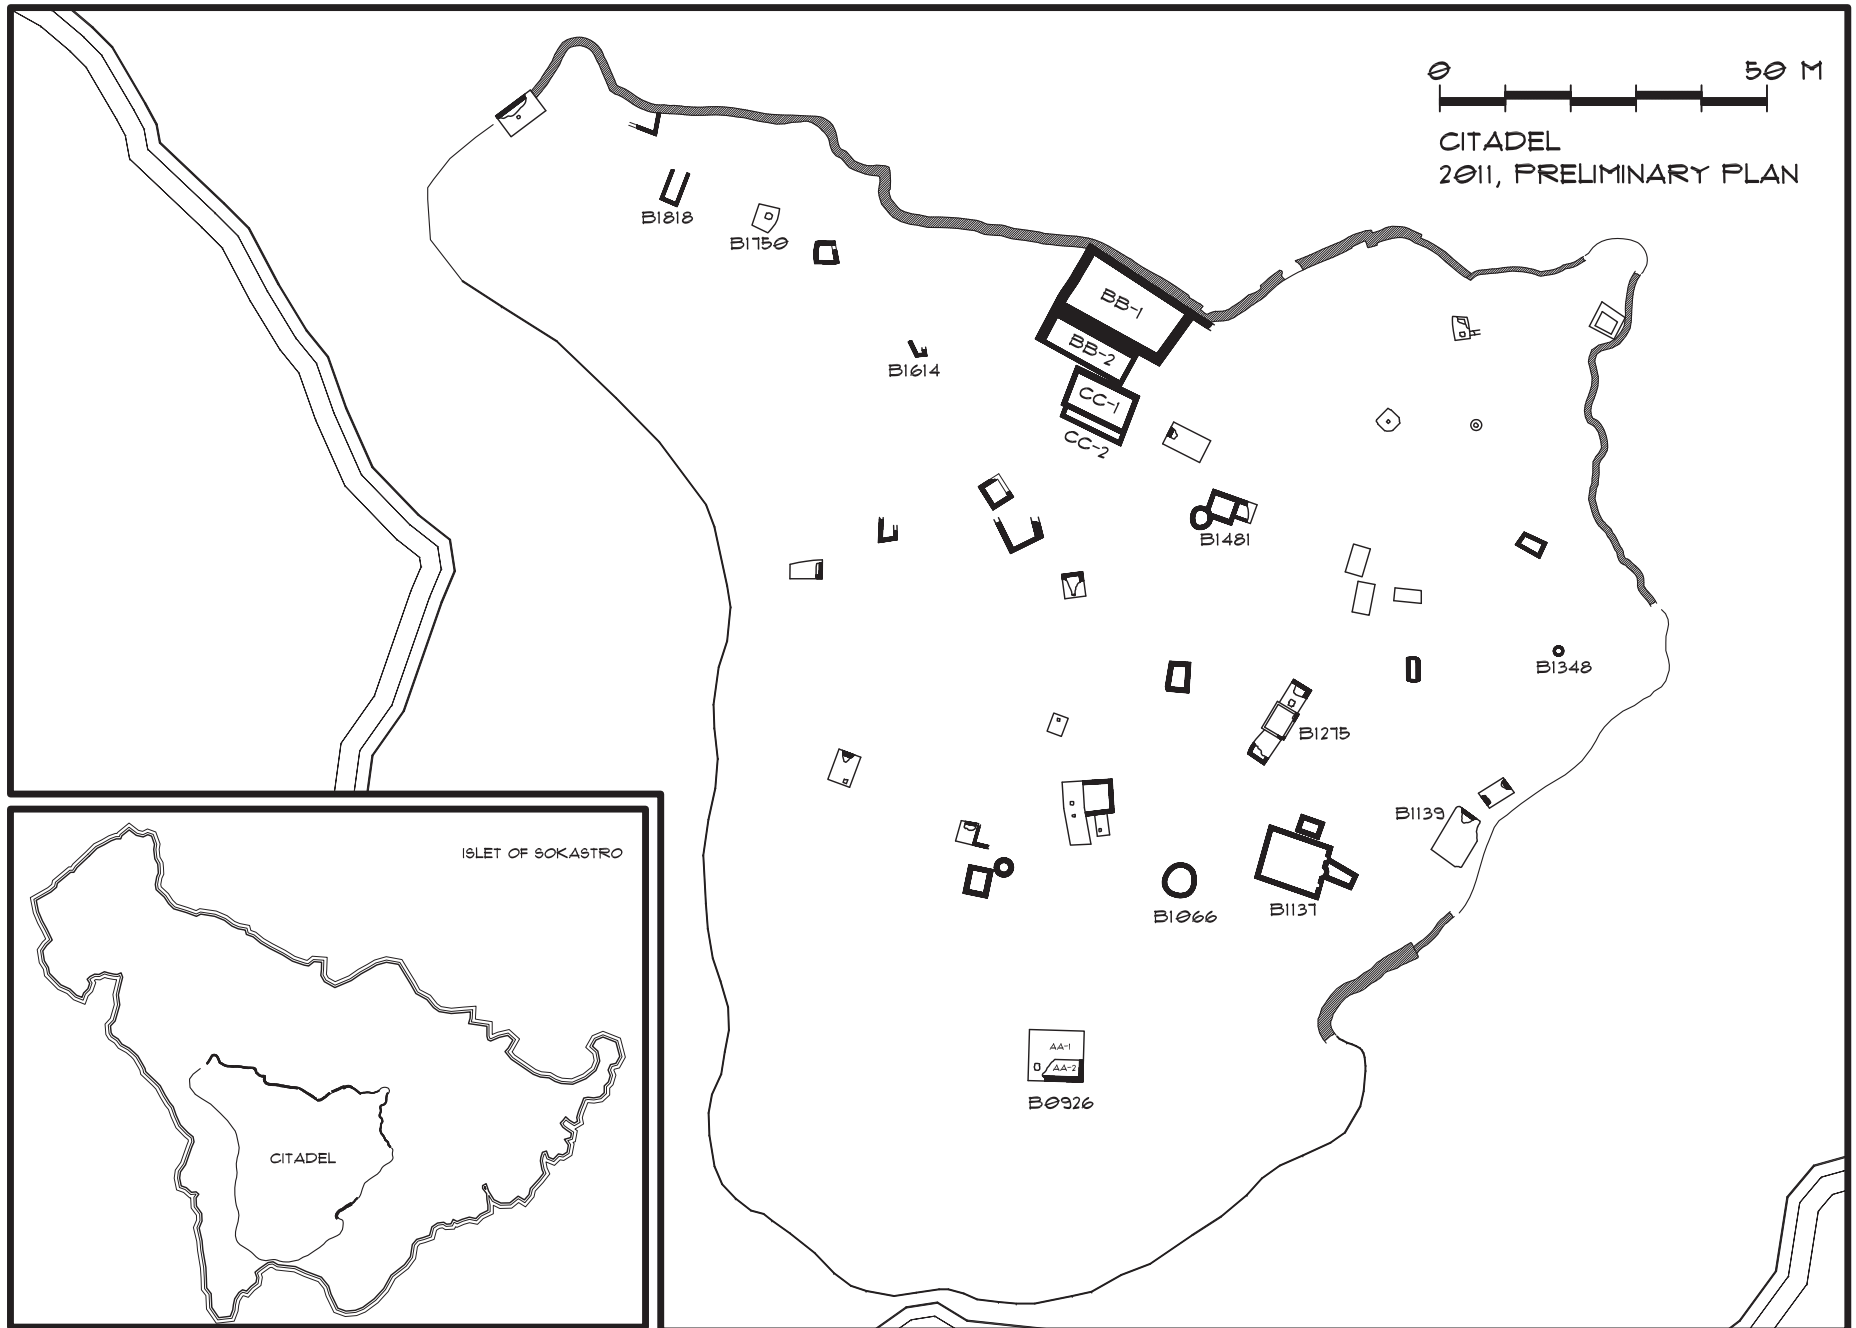 0 50 M
CITADEL
2011, PRELIMINARY PLAN
B1818
B1750
BB-1
BB-2
B1614
CC-1
CC-2
B1481
B1348
B1275
B1139
B1066
B1137
AA-1
AA-2
B0926
ISLET OF SOKASTRO
CITADEL